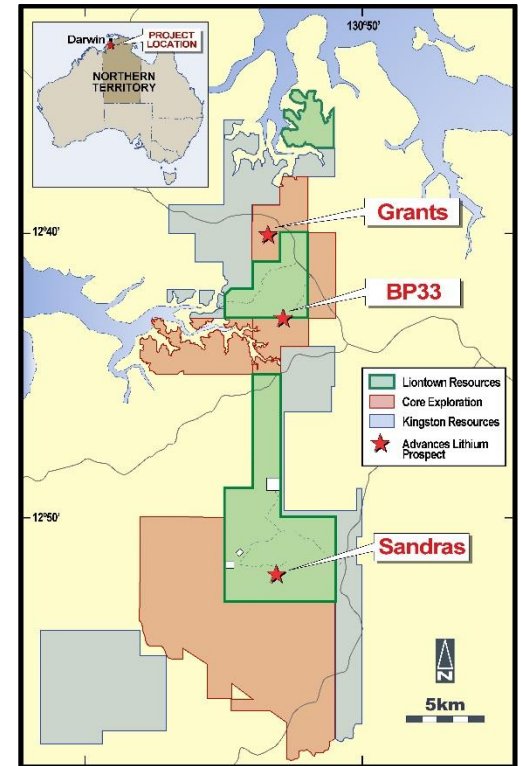 130°50'
Darwin
PROJECT
LOCATION
NORTHERN
TERRITORY
12°40'
Grants
BP33
Liontown Resources
Core Exploration
Kingston Resources
Advances Lithium
Prospect
12°50'
Sandras
N
5km